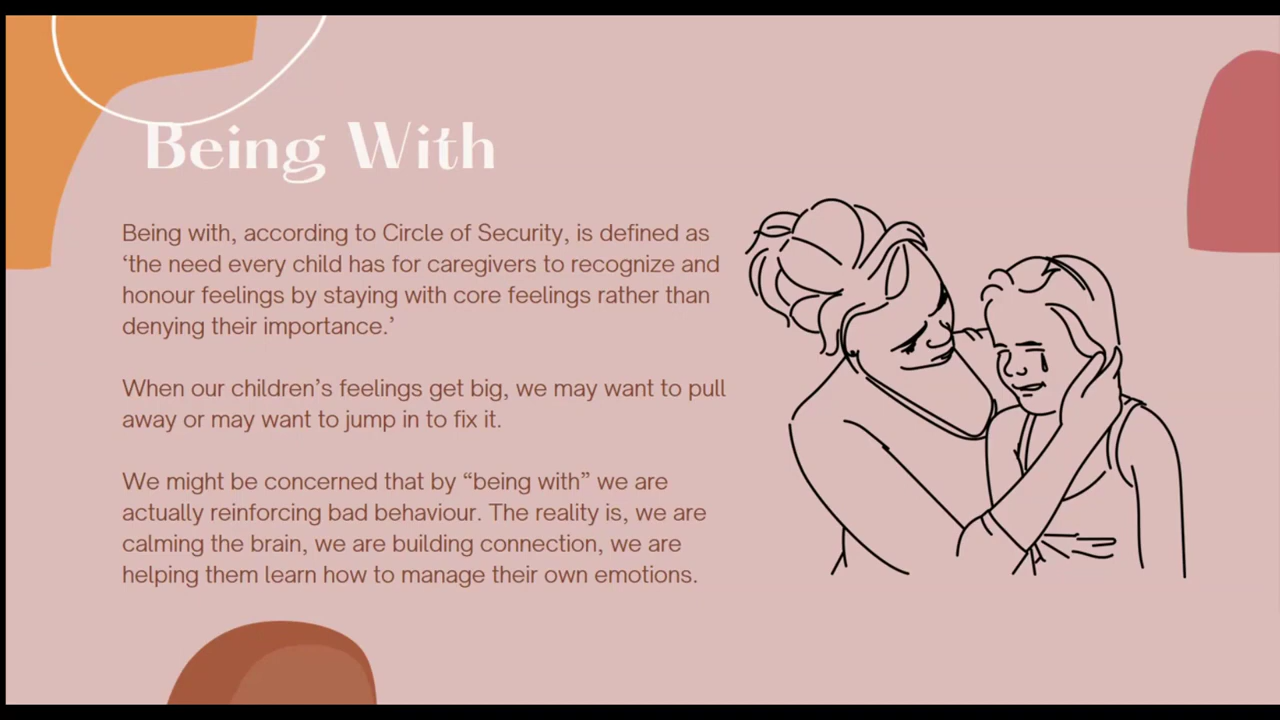 Being With
Being with, according to Circle of Security, is defined as
‘the need every child has for caregivers to recognize and
honour feelings by staying with core feelings rather than
denying their importance.’
When our children’s feelings get big, we may want to pull
away or may want to jump in to fix it.
We might be concerned that by “being with” we are
actually reinforcing bad behaviour. The reality is, we are
calming the brain, we are building connection, we are
helping them learn how to manage their own emotions.